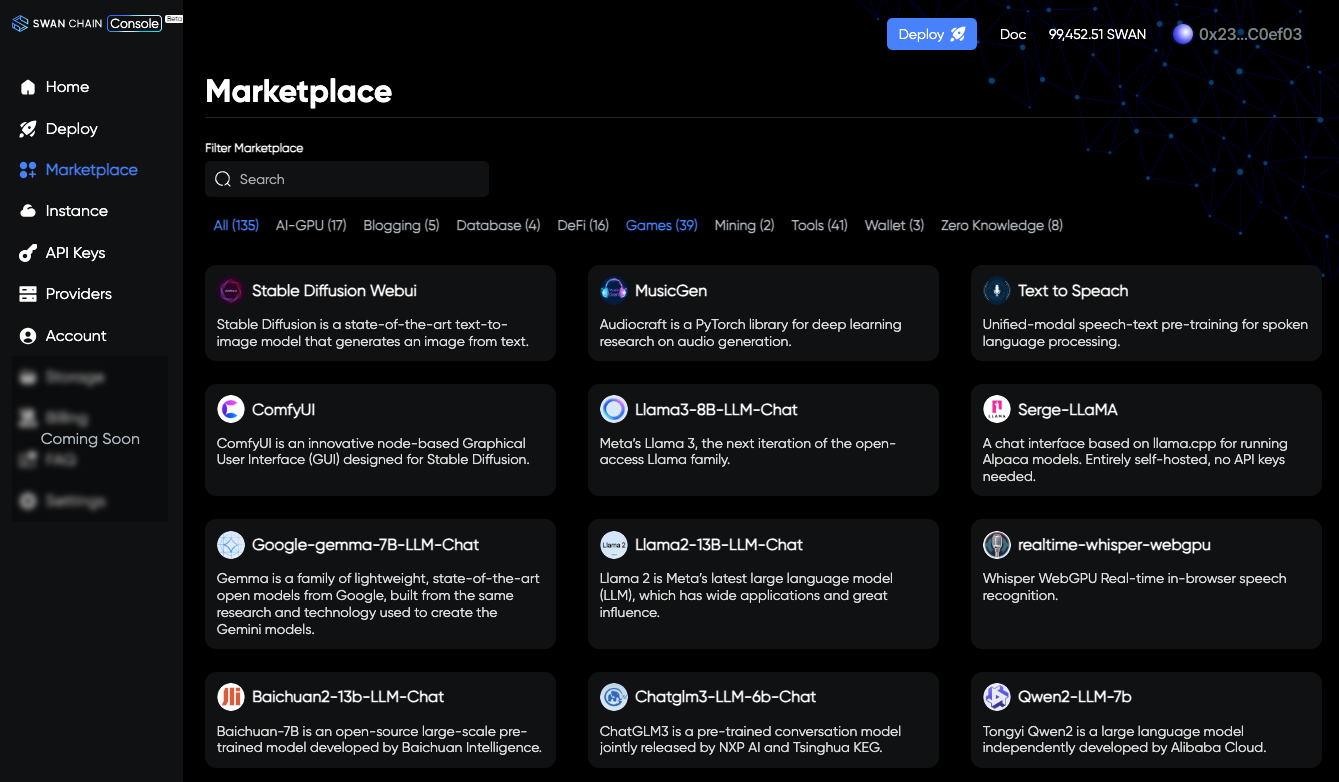 SWAN CHAIN Console Beta
Deploy
Doc
99,452.51 SWAN
0x23...C0ef03
Home
Deploy
Marketplace
Instance
API Keys
Providers
Account
Storage
Billing
Coming Soon
FAQ
Settings
Marketplace
Filter Marketplace
Search
All (135) AI-GPU (17) Blogging (5) Database (4) DeFi (16) Games (39) Mining (2) Tools (41) Wallet (3) Zero Knowledge (8)
Stable Diffusion Webui
Stable Diffusion is a state-of-the-art text-to-
image model that generates an image from text.
MusicGen
Audiocraft is a PyTorch library for deep learning
research on audio generation.
Text to Speach
Unified-modal speech-text pre-training for spoken
language processing.
ComfyUI
ComfyUI is an innovative node-based Graphical
User Interface (GUI) designed for Stable Diffusion.
Llama3-8B-LLM-Chat
Meta's Llama 3, the next iteration of the open-
access Llama family.
LLAMA
Serge-LLaMA
A chat interface based on llama.cpp for running
Alpaca models. Entirely self-hosted, no API keys
needed.
Google-gemma-7B-LLM-Chat
Gemma is a family of lightweight, state-of-the-art
open models from Google, built from the same
research and technology used to create the
Gemini models.
Llama 2
Llama2-13B-LLM-Chat
Llama 2 is Meta's latest large language model
(LLM), which has wide applications and great
influence.
realtime-whisper-webgpu
Whisper WebGPU Real-time in-browser speech
recognition.
Baichuan2-13b-LLM-Chat
Baichuan-7B is an open-source large-scale pre-
trained model developed by Baichuan Intelligence.
Chatglm3-LLM-6b-Chat
ChatGLM3 is a pre-trained conversation model
jointly released by NXP AI and Tsinghua KEG.
Qwen2-LLM-7b
Tongyi Qwen2 is a large language model
independently developed by Alibaba Cloud.